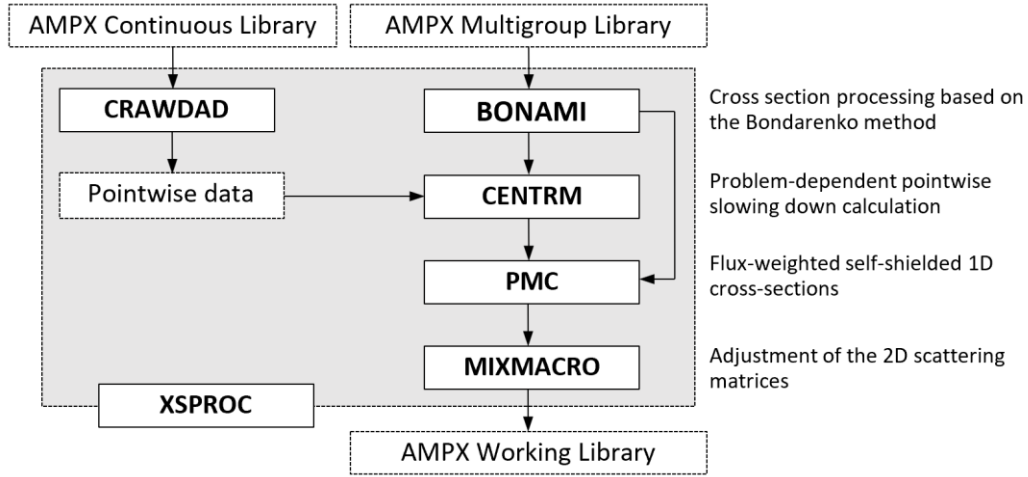 AMPX Continuous Library
AMPX Multigroup Library
CRAWDAD
BONAMI
Cross section processing based on
the Bondarenko method
Pointwise data
CENTRM
Problem-dependent pointwise
slowing down calculation
PMC
Flux-weighted self-shielded 1D
cross-sections
MIXMACRO
Adjustment of the 2D scattering
matrices
XSPROC
AMPX Working Library